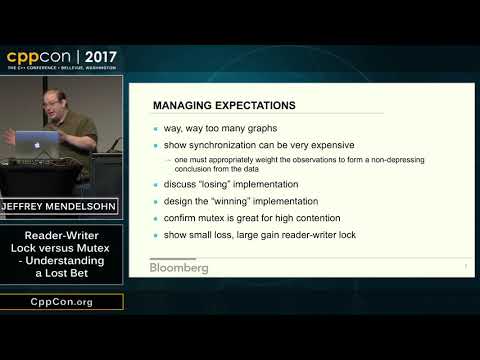 cppcon | 2017
THE C++ CONFERENCE • BELLEVUE, WASHINGTON
JEFFREY MENDELSOHN
Reader-Writer
Lock versus Mutex
- Understanding
a Lost Bet
CppCon.org
MANAGING EXPECTATIONS
• way, way too many graphs
• show synchronization can be very expensive
– one must appropriately weight the observations to form a non-depressing
conclusion from the data
• discuss “losing” implementation
• design the “winning” implementation
• confirm mutex is great for high contention
• show small loss, large gain reader-writer lock
Bloomberg